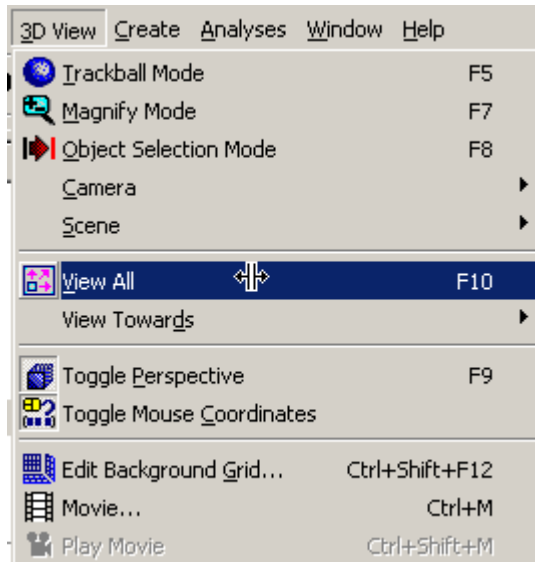 3D View Create Analyses Window Help
Trackball Mode F5
Magnify Mode F7
Object Selection Mode F8
Camera
Scene
View All F10
View Towards
Toggle Perspective F9
Toggle Mouse Coordinates
Edit Background Grid... Ctrl+Shift+F12
Movie... Ctrl+M
Play Movie Ctrl+Shift+M